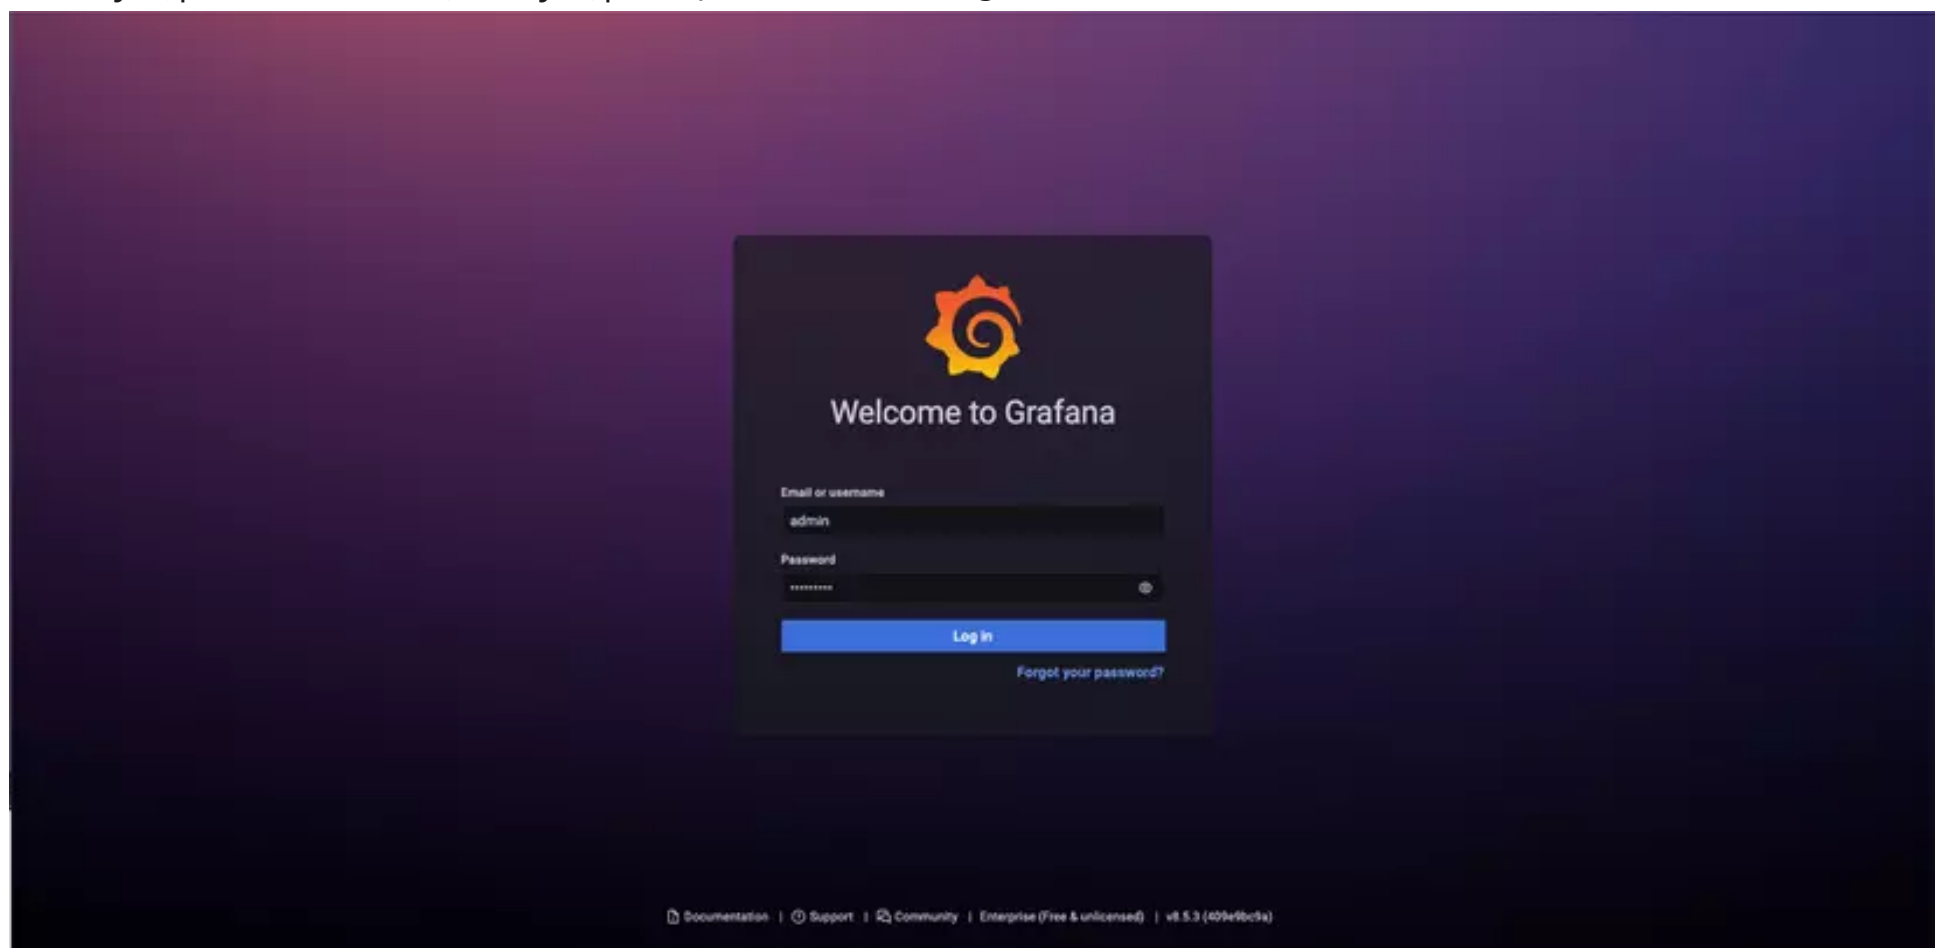 Welcome to Grafana
Email or username
admin
Password
•••••••••
Log in
Forgot your password?
Documentation | Support | Community | Enterprise (Free & unlicensed) | v8.5.3 (409e9bc9a)